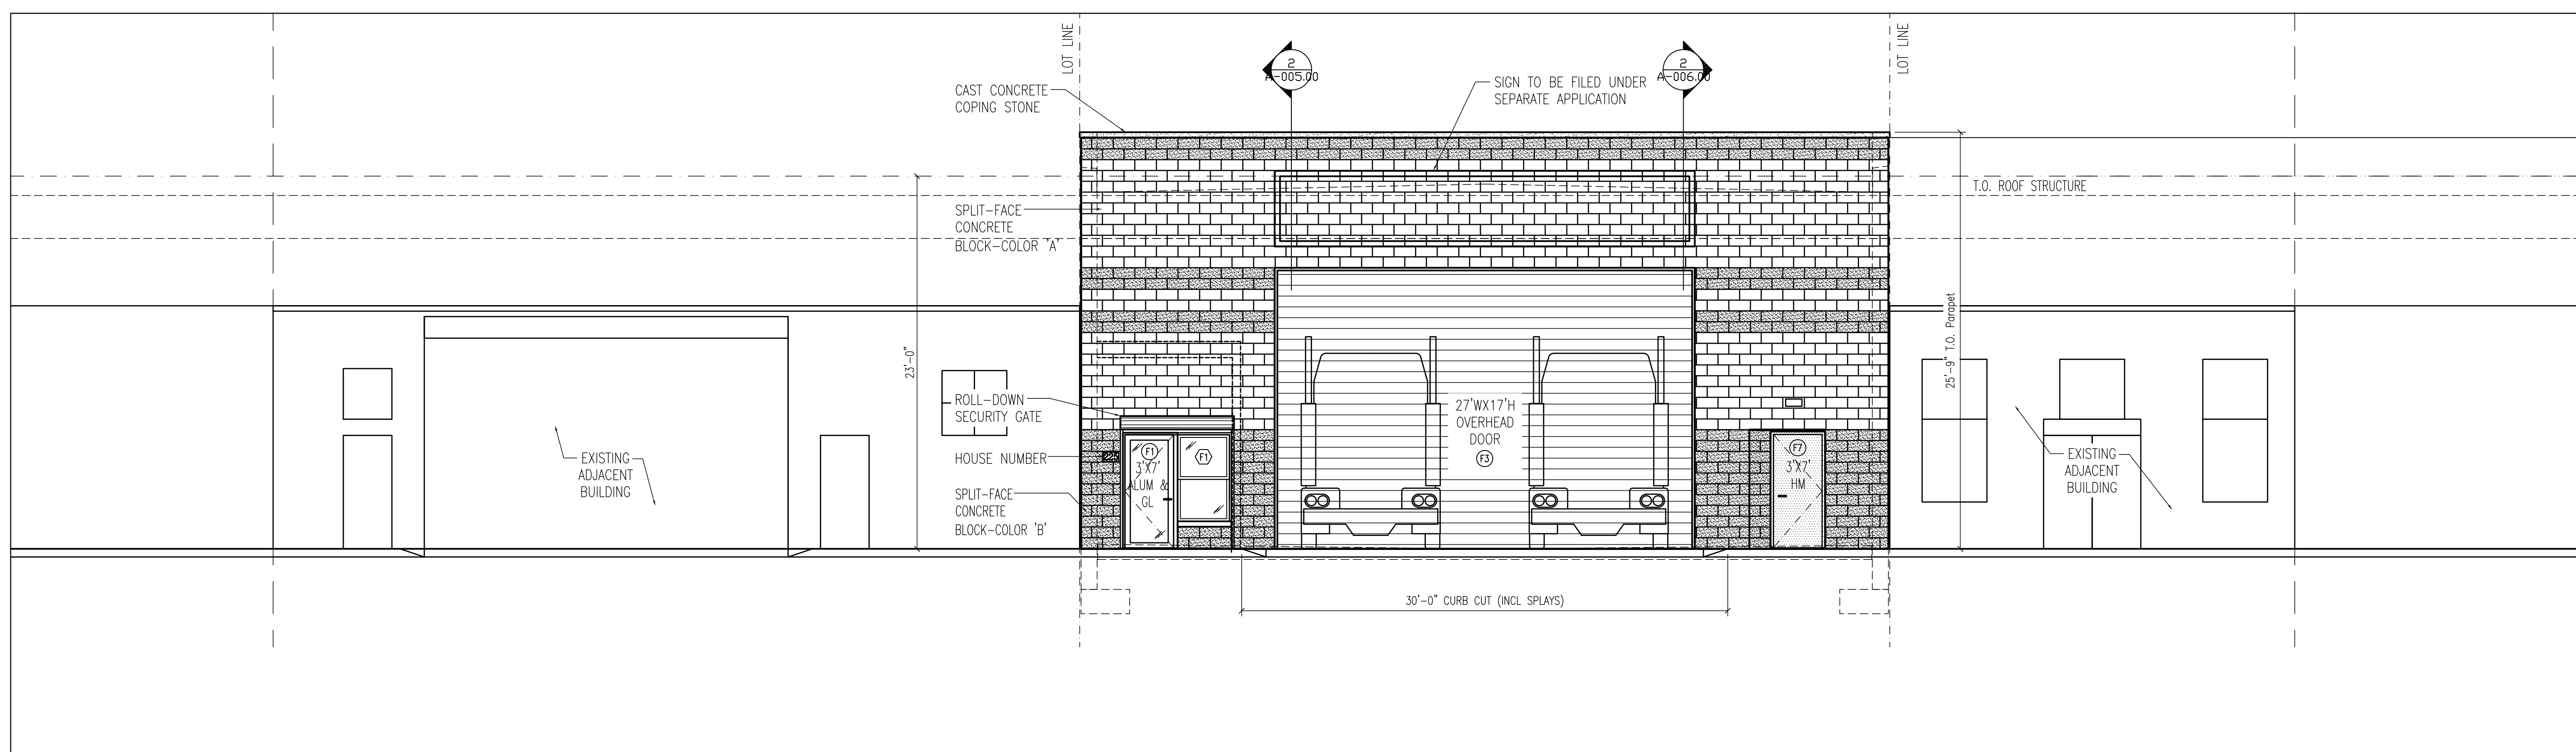 LOT LINE
LOT LINE
2
A-005.00
2
A-006.00
CAST CONCRETE
COPING STONE
SIGN TO BE FILED UNDER
SEPARATE APPLICATION
T.O. ROOF STRUCTURE
SPLIT-FACE
CONCRETE
BLOCK-COLOR 'A'
23'-0"
25'-9" T.O. Parapet
ROLL-DOWN
SECURITY GATE
HOUSE NUMBER
SPLIT-FACE
CONCRETE
BLOCK-COLOR 'B'
EXISTING
ADJACENT
BUILDING
F1
3'X7'
ALUM &
GL
F1
27'WX17'H
OVERHEAD
DOOR
F3
F7
3'X7'
HM
EXISTING
ADJACENT
BUILDING
30'-0" CURB CUT (INCL SPLAYS)